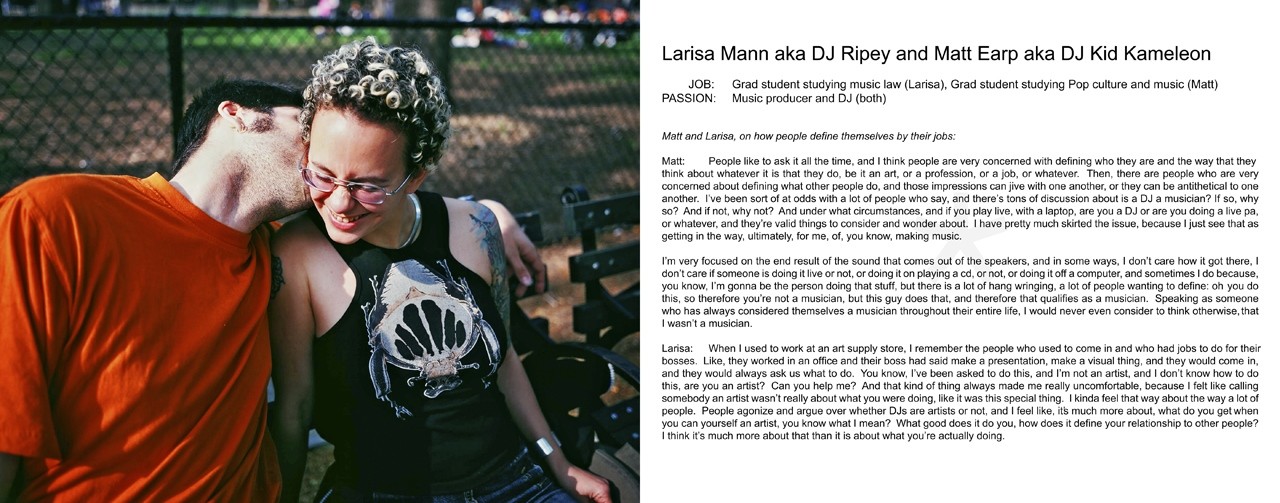 Larisa Mann aka DJ Ripey and Matt Earp aka DJ Kid Kameleon
JOB: Grad student studying music law (Larisa), Grad student studying Pop culture and music (Matt)
PASSION: Music producer and DJ (both)
Matt and Larisa, on how people define themselves by their jobs:
Matt: People like to ask it all the time, and I think people are very concerned with defining who they are and the way that they
think about whatever it is that they do, be it an art, or a profession, or a job, or whatever. Then, there are people who are very
concerned about defining what other people do, and those impressions can jive with one another, or they can be antithetical to one
another. I've been sort of at odds with a lot of people who say, and there's tons of discussion about is a DJ a musician? If so, why
so? And if not, why not? And under what circumstances, and if you play live, with a laptop, are you a DJ or are you doing a live pa,
or whatever, and they're valid things to consider and wonder about. I have pretty much skirted the issue, because I just see that as
getting in the way, ultimately, for me, of, you know, making music.
I'm very focused on the end result of the sound that comes out of the speakers, and in some ways, I don't care how it got there, I
don't care if someone is doing it live or not, or doing it on playing a cd, or not, or doing it off a computer, and sometimes I do because,
you know, I'm gonna be the person doing that stuff, but there is a lot of hang wringing, a lot of people wanting to define: oh you do
this, so therefore you're not a musician, but this guy does that, and therefore that qualifies as a musician. Speaking as someone
who has always considered themselves a musician throughout their entire life, I would never even consider to think otherwise, that
I wasn't a musician.
Larisa: When I used to work at an art supply store, I remember the people who used to come in and who had jobs to do for their
bosses. Like, they worked in an office and their boss had said make a presentation, make a visual thing, and they would come in,
and they would always ask us what to do. You know, I've been asked to do this, and I'm not an artist, and I don't know how to do
this, are you an artist? Can you help me? And that kind of thing always made me really uncomfortable, because I felt like calling
somebody an artist wasn't really about what you were doing, like it was this special thing. I kinda feel that way about the way a lot of
people. People agonize and argue over whether DJs are artists or not, and I feel like, it's much more about, what do you get when
you can yourself an artist, you know what I mean? What good does it do you, how does it define your relationship to other people?
I think it's much more about that than it is about what you're actually doing.